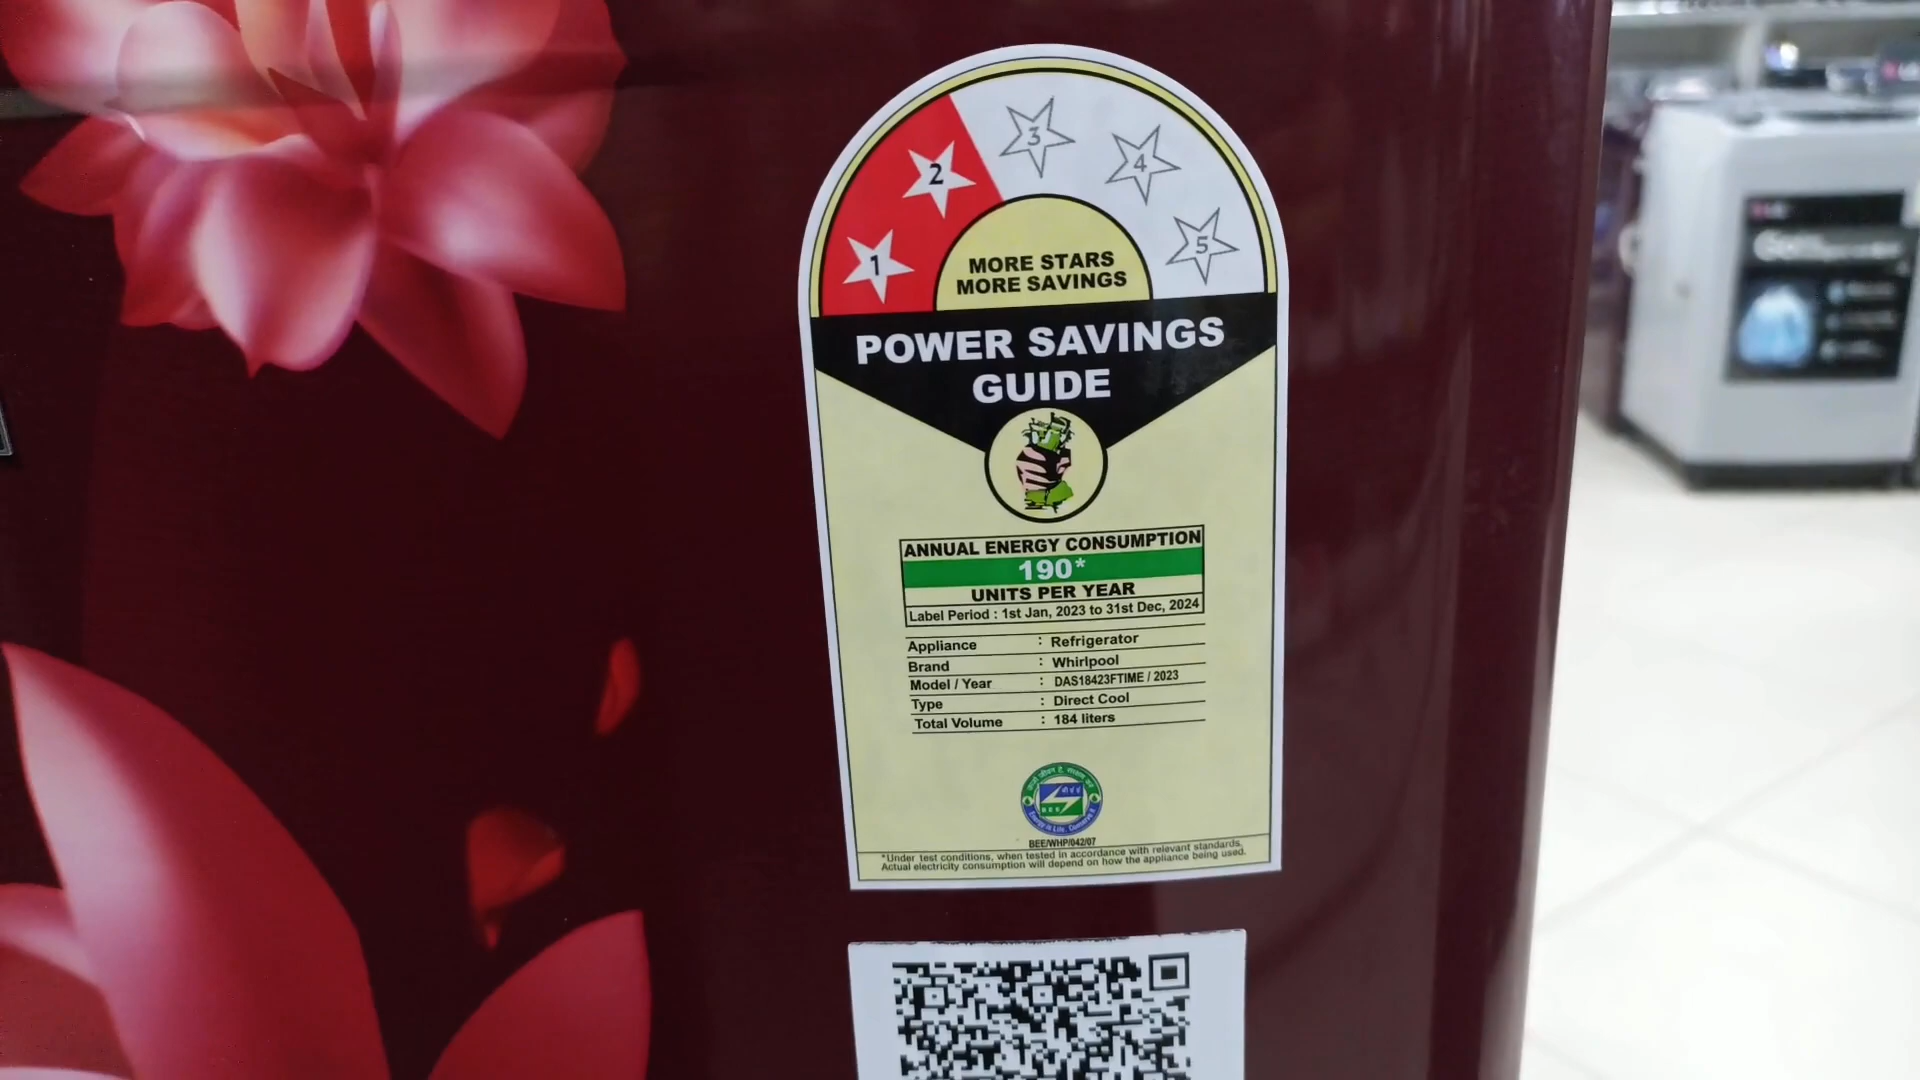 1
2
3
4
5
MORE STARS
MORE SAVINGS
POWER SAVINGS
GUIDE
ANNUAL ENERGY CONSUMPTION
190*
UNITS PER YEAR
Label Period : 1st Jan, 2023 to 31st Dec, 2024
Appliance : Refrigerator
Brand : Whirlpool
Model / Year : DAS18423FTIME / 2023
Type : Direct Cool
Total Volume : 184 liters
BEE/WHP/042/07
*Under test conditions, when tested in accordance with relevant standards.
Actual electricity consumption will depend on how the appliance being used.